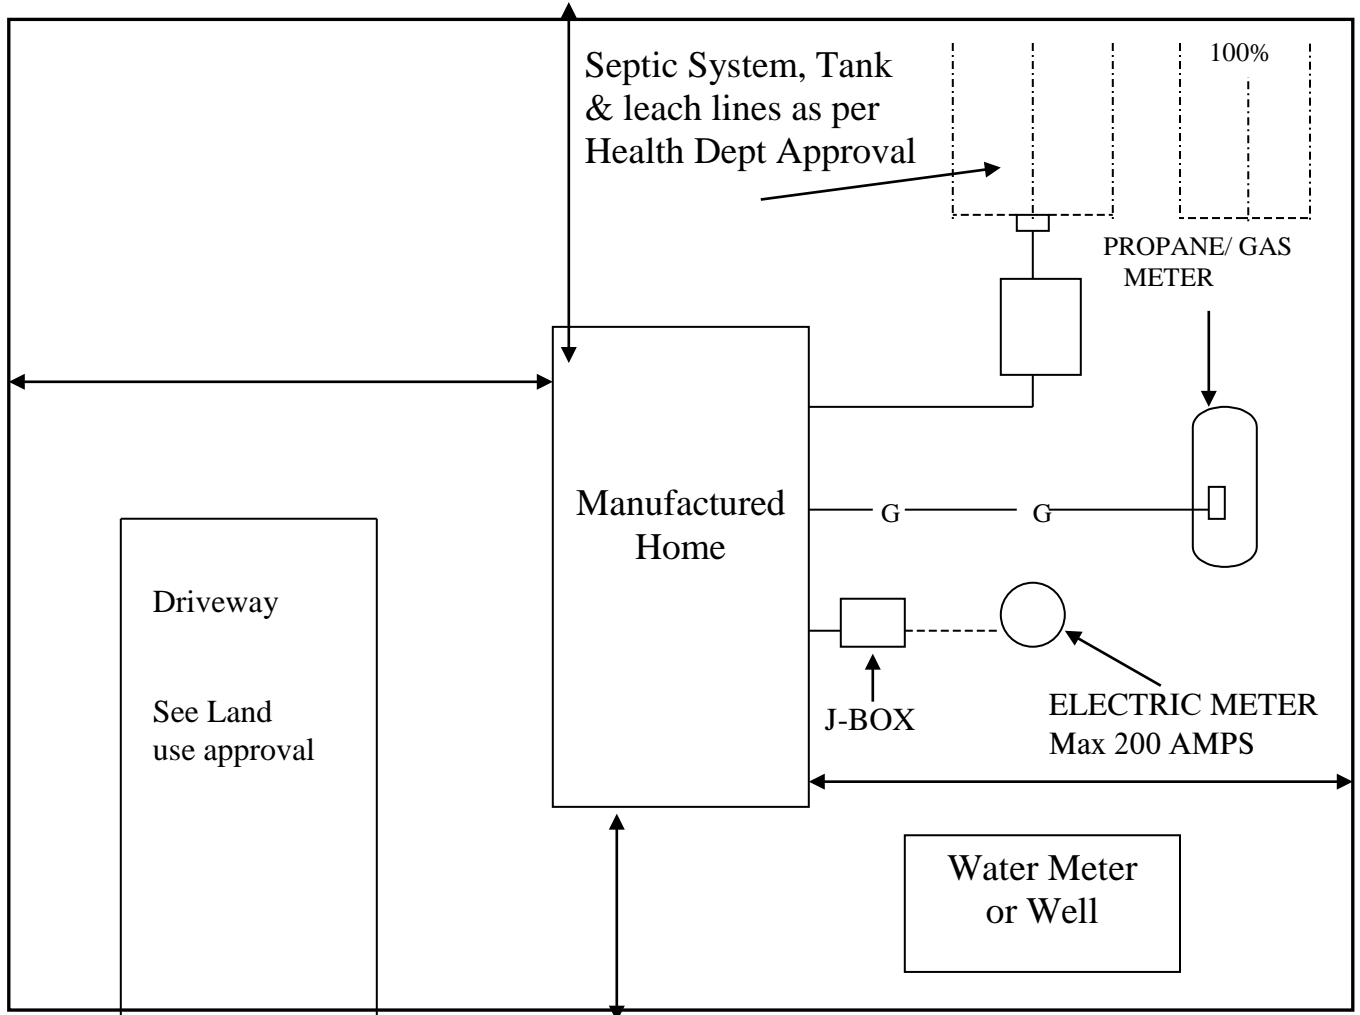 Septic System, Tank
& leach lines as per
Health Dept Approval
100%
PROPANE/ GAS
METER
Manufactured
Home
G
G
Driveway
See Land
use approval
J-BOX
ELECTRIC METER
Max 200 AMPS
Water Meter
or Well